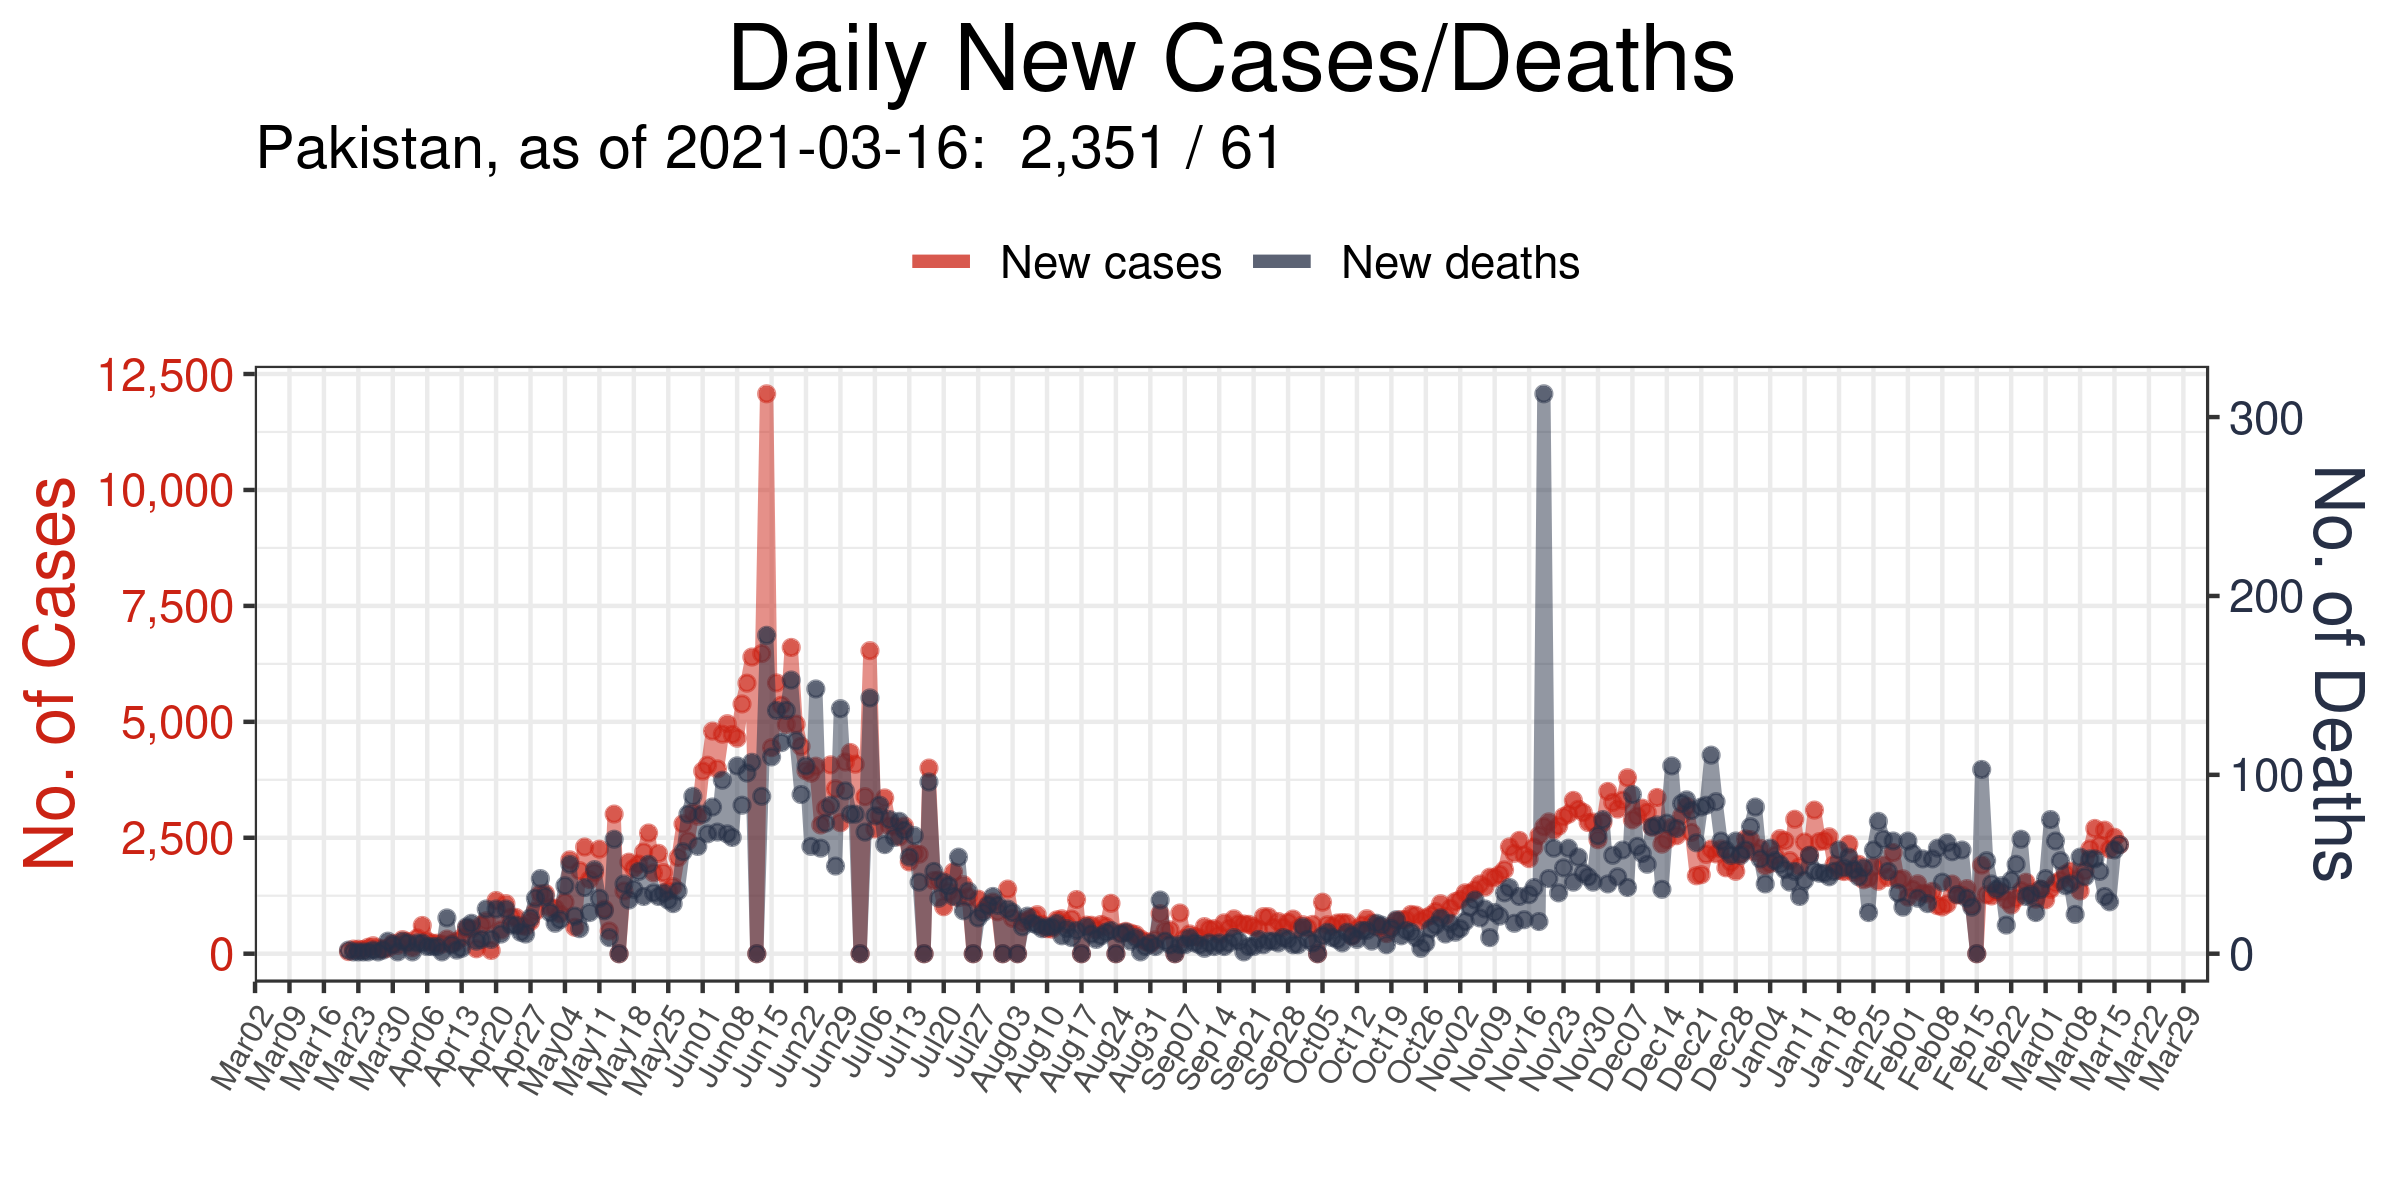 Daily New Cases/Deaths
Pakistan, as of 2021-03-16:  2,351 / 61
New cases
New deaths
No. of Cases
12,500
10,000
7,500
5,000
2,500
0
300
200
100
0
No. of Deaths
Mar02
Mar09
Mar16
Mar23
Mar30
Apr06
Apr13
Apr20
Apr27
May04
May11
May18
May25
Jun01
Jun08
Jun15
Jun22
Jun29
Jul06
Jul13
Jul20
Jul27
Aug03
Aug10
Aug17
Aug24
Aug31
Sep07
Sep14
Sep21
Sep28
Oct05
Oct12
Oct19
Oct26
Nov02
Nov09
Nov16
Nov23
Nov30
Dec07
Dec14
Dec21
Dec28
Jan04
Jan11
Jan18
Jan25
Feb01
Feb08
Feb15
Feb22
Mar01
Mar08
Mar15
Mar22
Mar29